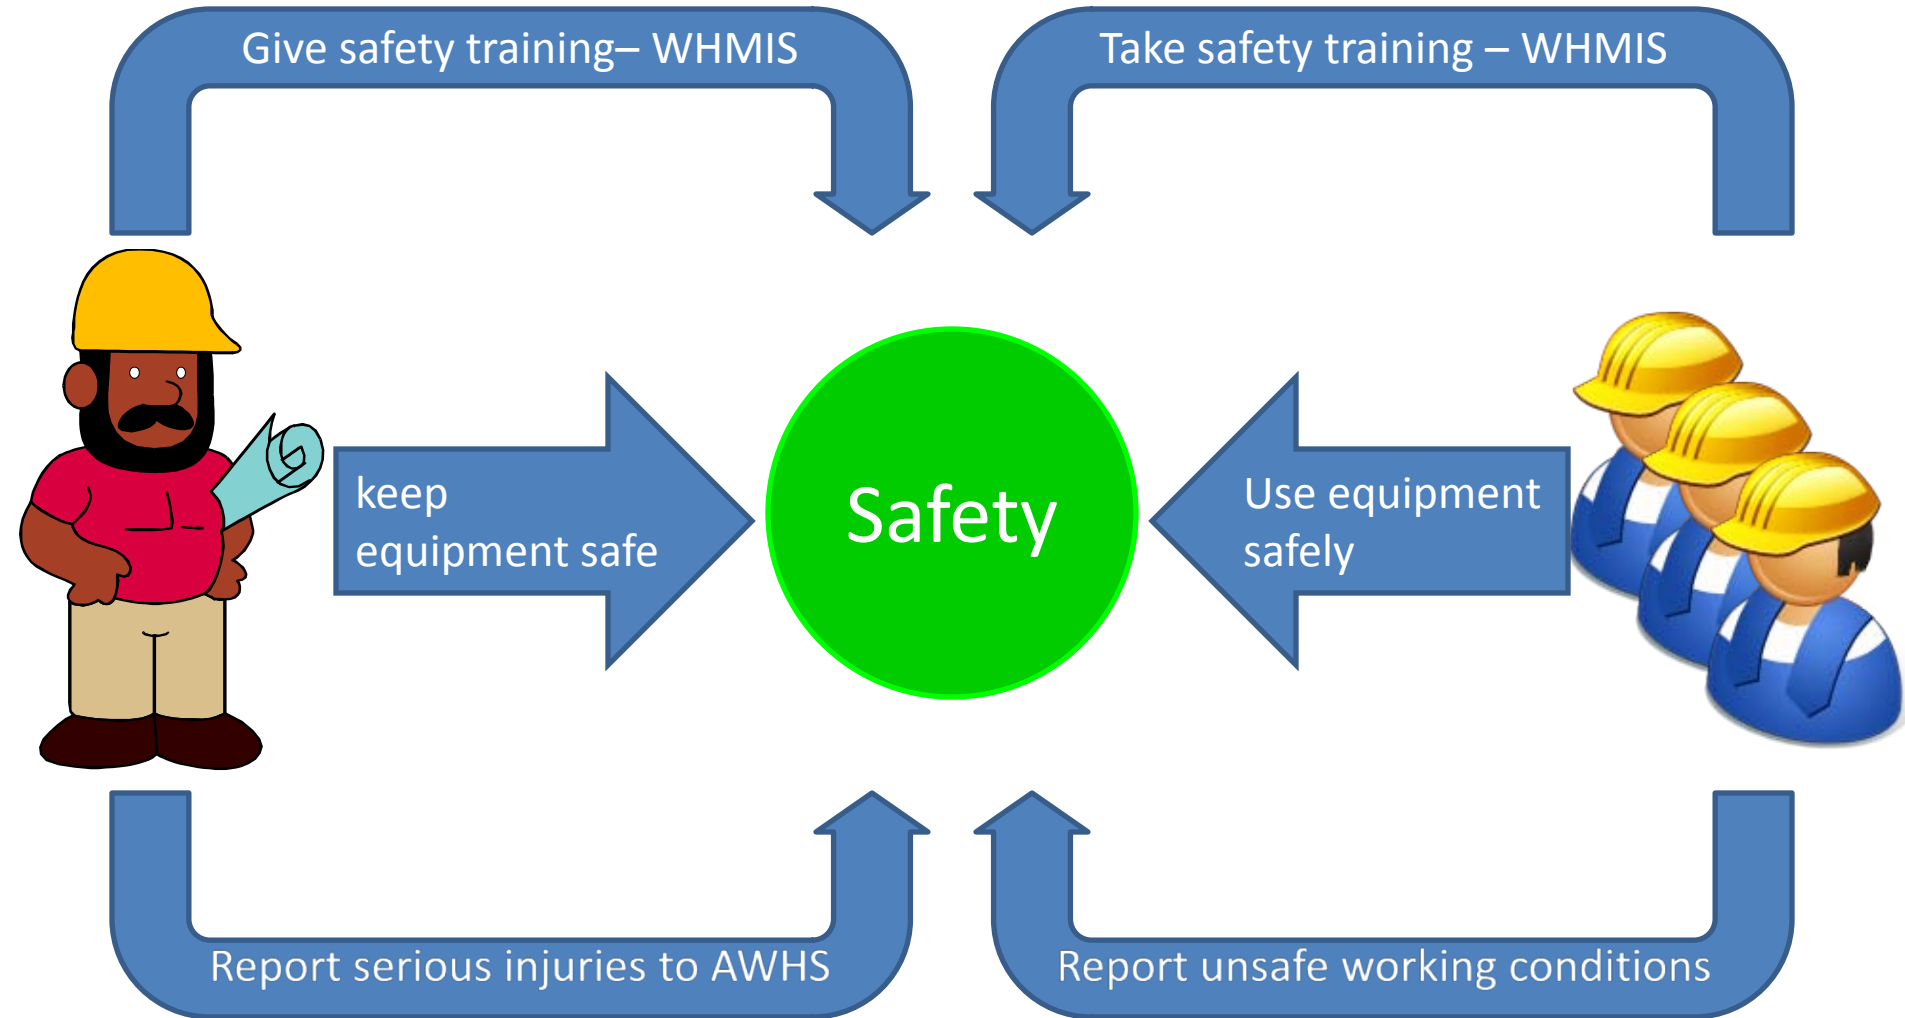 Give safety training– WHMIS
Take safety training – WHMIS
keep
equipment safe
Safety
Use equipment
safely
Report serious injuries to AWHS
Report unsafe working conditions